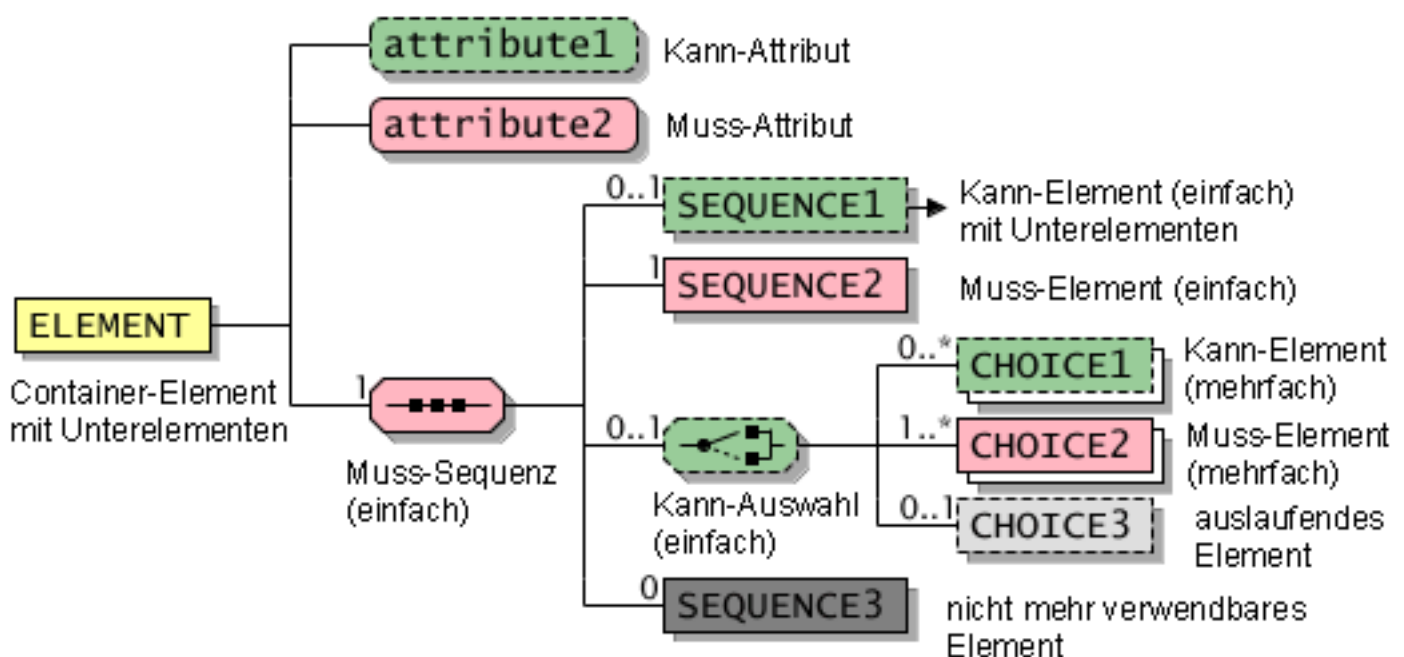 attribute1
Kann-Attribut
attribute2
Muss-Attribut
0..1
SEQUENCE1
Kann-Element (einfach)
mit Unterelementen
1
SEQUENCE2
Muss-Element (einfach)
ELEMENT
Container-Element
mit Unterelementen
1
Muss-Sequenz
(einfach)
0..1
Kann-Auswahl
(einfach)
0..*
CHOICE1
Kann-Element
(mehrfach)
1..*
CHOICE2
Muss-Element
(mehrfach)
0..1
CHOICE3
auslaufendes
Element
0
SEQUENCE3
nicht mehr verwendbares
Element